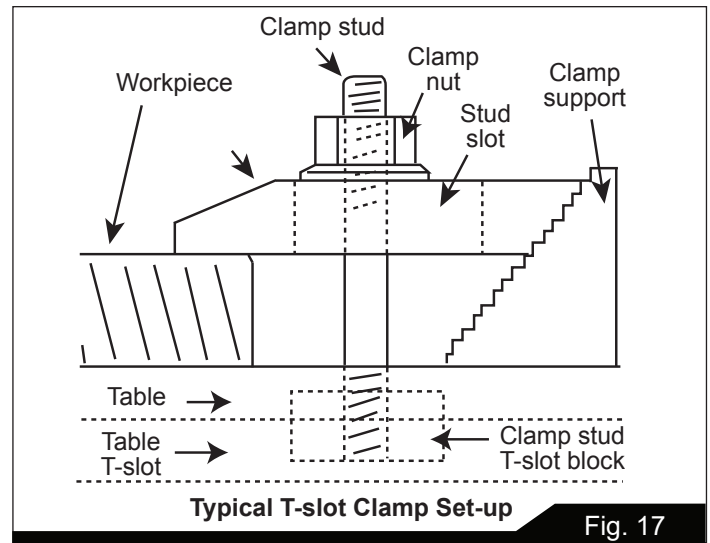 Clamp stud
Workpiece
Clamp
nut
Clamp
support
Stud
slot
Table
Table
T-slot
Clamp stud
T-slot block
Typical T-slot Clamp Set-up
Fig. 17